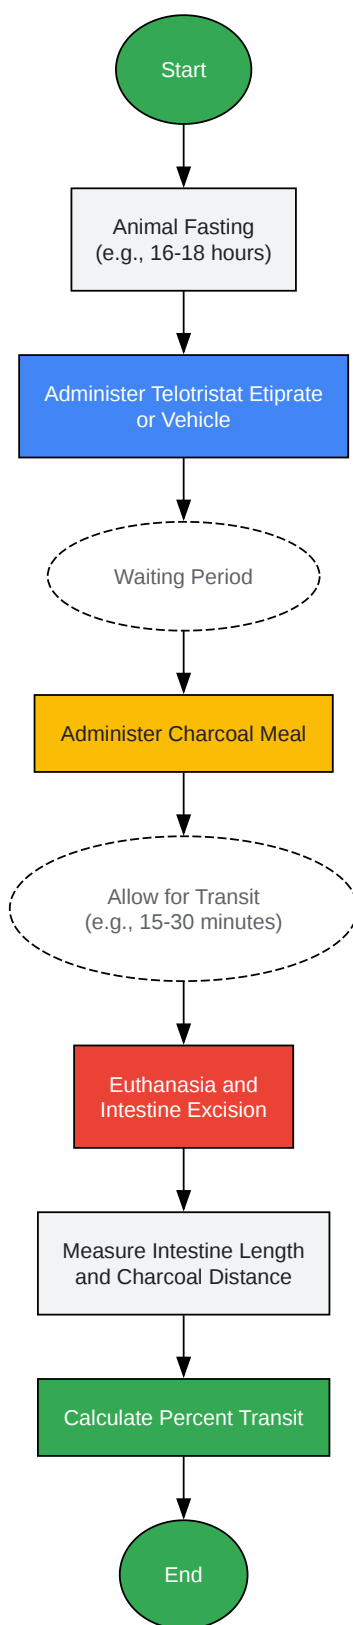 Start
Animal Fasting
(e.g., 16-18 hours)
Administer Telotristat Etiprate
or Vehicle
Waiting Period
Administer Charcoal Meal
Allow for Transit
(e.g., 15-30 minutes)
Euthanasia and
Intestine Excision
Measure Intestine Length
and Charcoal Distance
Calculate Percent Transit
End